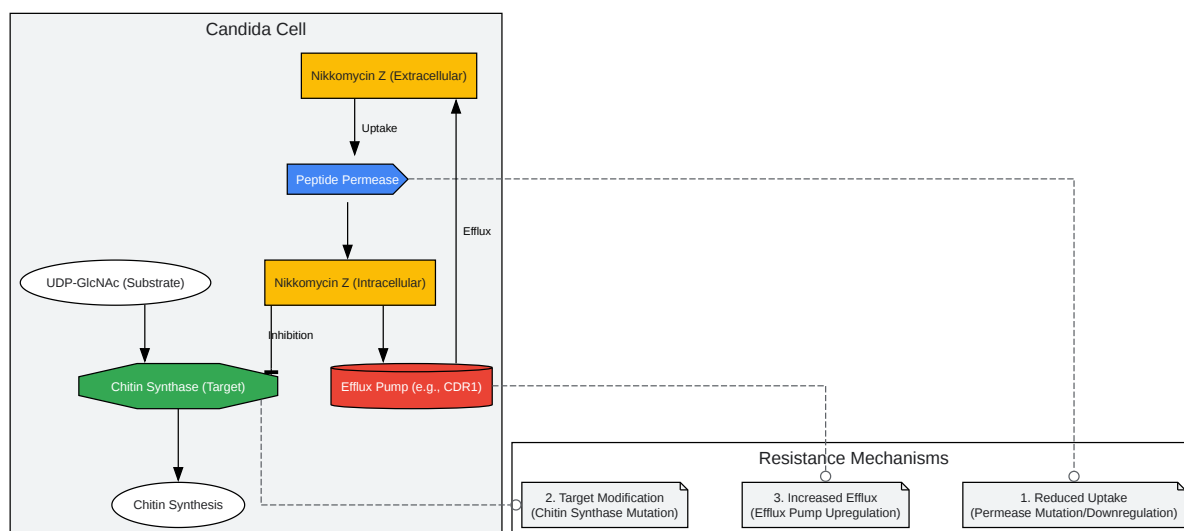 Candida Cell
Nikkomycin Z (Extracellular)
Uptake
Peptide Permease
Efflux
UDP-GlcNAc (Substrate)
Nikkomycin Z (Intracellular)
Inhibition
Chitin Synthase (Target)
Efflux Pump (e.g., CDR1)
Chitin Synthesis
Resistance Mechanisms
2. Target Modification
(Chitin Synthase Mutation)
3. Increased Efflux
(Efflux Pump Upregulation)
1. Reduced Uptake
(Permease Mutation/Downregulation)